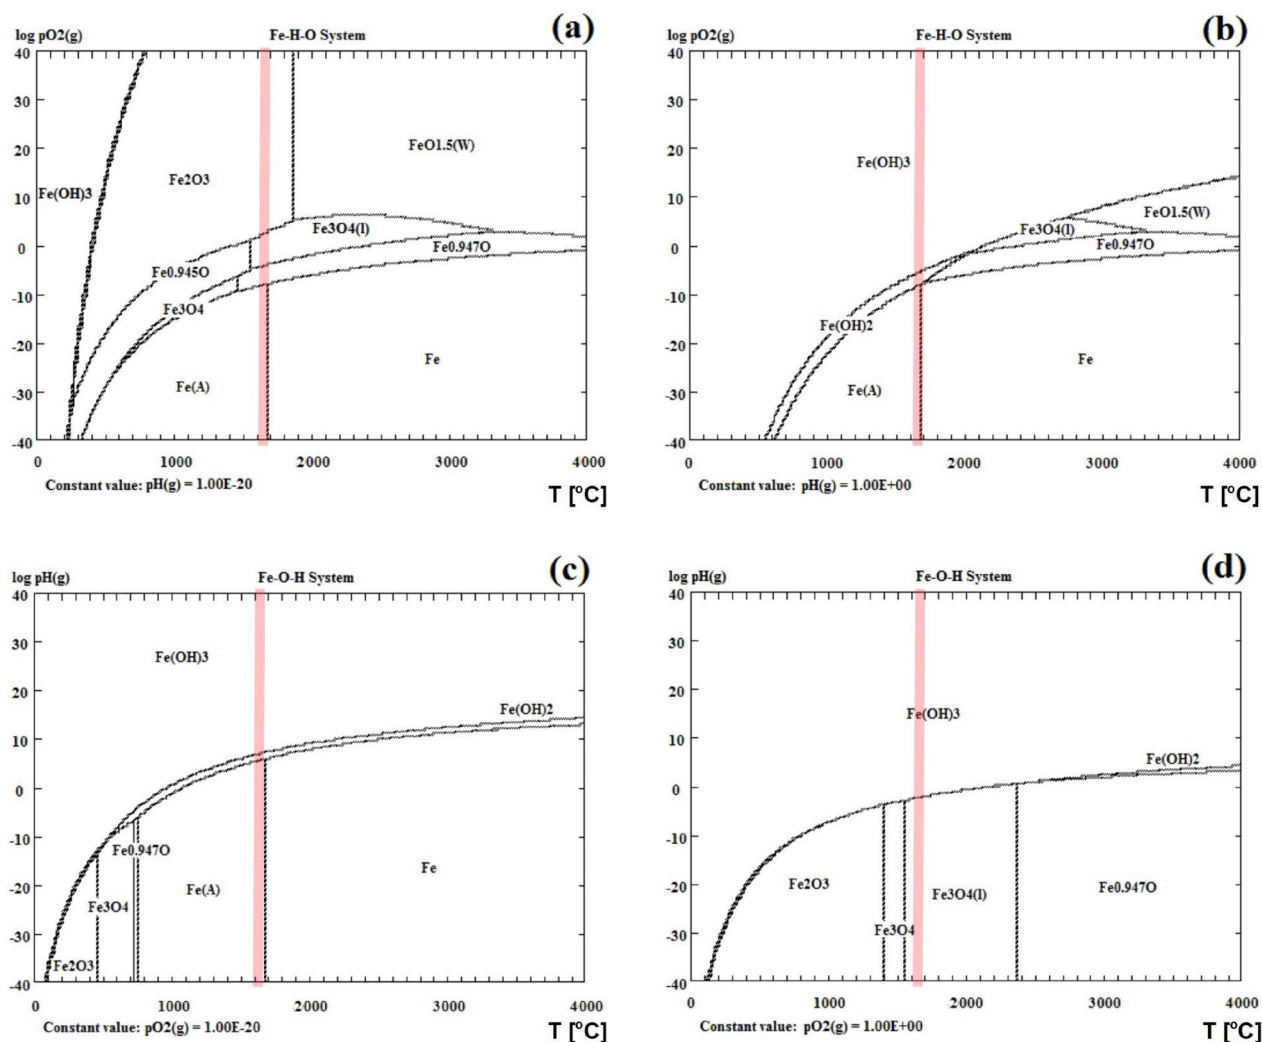 (a)
log pO2(g)
Fe-H-O System
40
30
20
10
0
-10
-20
-30
-40
Fe(OH)3
Fe2O3
FeO1.5(W)
Fe3O4(l)
Fe0.947O
Fe0.945O
Fe3O4
Fe(A)
Fe
0
1000
2000
3000
4000
Constant value: pH(g) = 1.00E-20
T [ºC]
(b)
log pO2(g)
Fe-H-O System
40
30
20
10
0
-10
-20
-30
-40
Fe(OH)3
FeO1.5(W)
Fe3O4(l)
Fe0.947O
Fe(OH)2
Fe(A)
Fe
0
1000
2000
3000
4000
Constant value: pH(g) = 1.00E+00
T [ºC]
(c)
log pH(g)
Fe-O-H System
40
30
20
10
0
-10
-20
-30
-40
Fe(OH)3
Fe(OH)2
Fe0.947O
Fe(A)
Fe
Fe3O4
Fe2O3
0
1000
2000
3000
4000
Constant value: pO2(g) = 1.00E-20
T [ºC]
(d)
log pH(g)
Fe-O-H System
40
30
20
10
0
-10
-20
-30
-40
Fe(OH)3
Fe(OH)2
Fe2O3
Fe3O4(l)
Fe0.947O
Fe3O4
0
1000
2000
3000
4000
Constant value: pO2(g) = 1.00E+00
T [ºC]